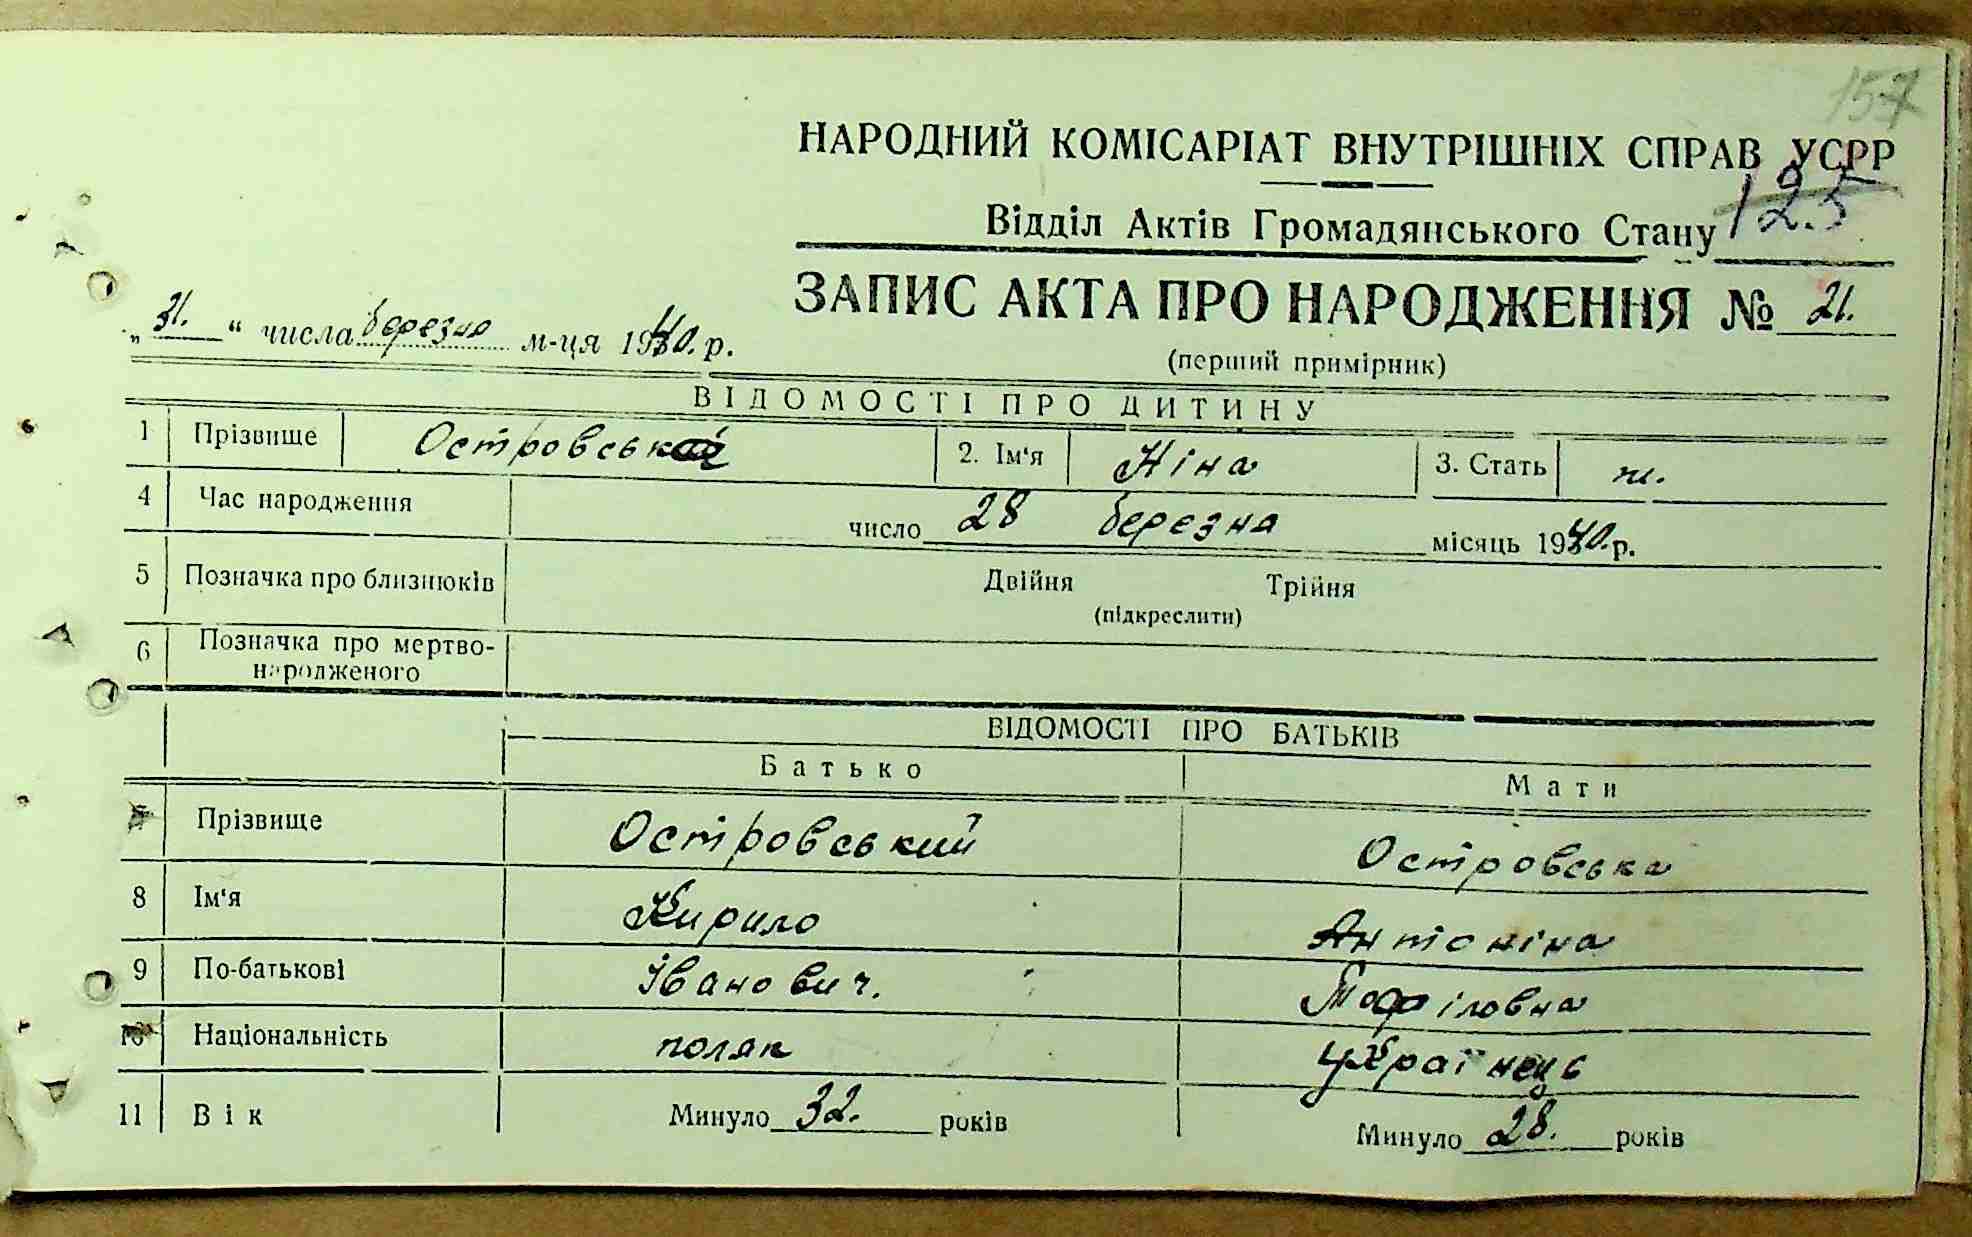 157
НАРОДНИЙ КОМІСАРІАТ ВНУТРІШНІХ СПРАВ УСРР
125
Відділ Актів Громадянського Стану
ЗАПИС АКТА ПРО НАРОДЖЕННЯ № 21.
„31.“ числа березня м-ця 1940. р.
(перший примірник)
ВІДОМОСТІ ПРО ДИТИНУ
1 Прізвище Островська 2. Ім'я Ніна 3. Стать ж.
4 Час народження число 28 березня місяць 1940. р.
5 Позначка про близнюків Двійня Трійня
(підкреслити)
6 Позначка про мертво-
народженого
ВІДОМОСТІ ПРО БАТЬКІВ
Батько Мати
7 Прізвище Островський Островська
8 Ім'я Кирило Антоніна
9 По-батькові Іванович. Тофіловна
10 Національність поляк українець
11 Вік Минуло 32. років Минуло 28. років